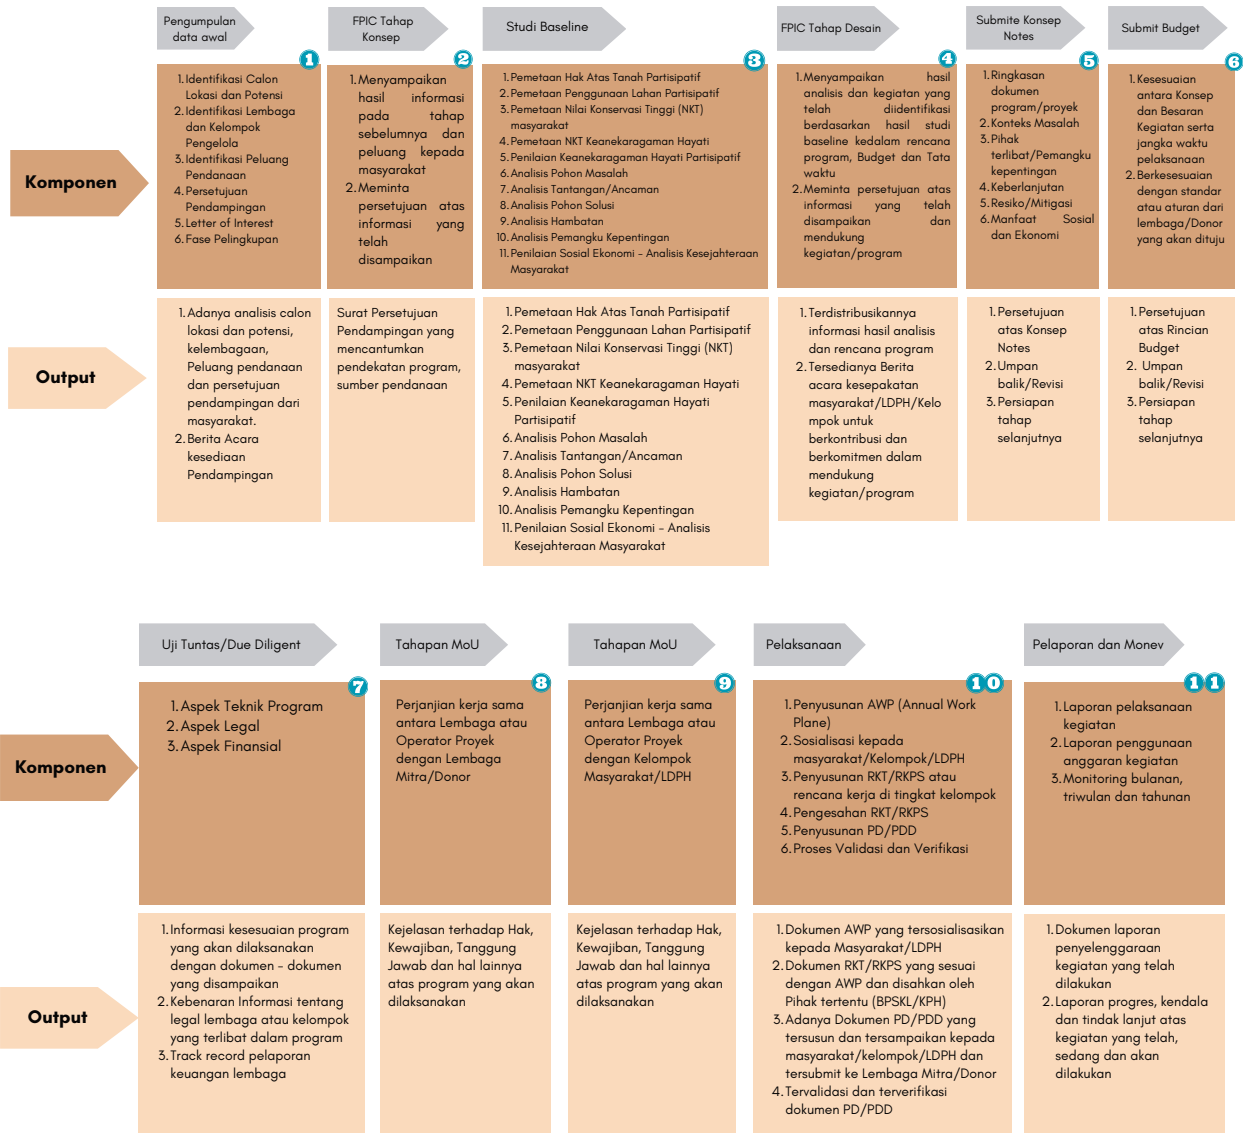 Pengumpulan
data awal
1
FPIC Tahap
Konsep
2
Studi Baseline
3
FPIC Tahap Desain
4
Submite Konsep
Notes
5
Submit Budget
6
Komponen
1. Identifikasi Calon
Lokasi dan Potensi
2. Identifikasi Lembaga
dan Kelompok
Pengelola
3. Identifikasi Peluang
Pendanaan
4. Persetujuan
Pendampingan
5. Letter of Interest
6. Fase Pelingkupan
1. Menyampaikan
hasil informasi
pada tahap
sebelumnya dan
peluang kepada
masyarakat
2. Meminta
persetujuan atas
informasi yang
telah
disampaikan
1. Pemetaan Hak Atas Tanah Partisipatif
2. Pemetaan Penggunaan Lahan Partisipatif
3. Pemetaan Nilai Konservasi Tinggi (NKT)
masyarakat
4. Pemetaan NKT Keanekaragaman Hayati
5. Penilaian Keanekaragaman Hayati Partisipatif
6. Analisis Pohon Masalah
7. Analisis Tantangan/Ancaman
8. Analisis Pohon Solusi
9. Analisis Hambatan
10. Analisis Pemangku Kepentingan
11. Penilaian Sosial Ekonomi - Analisis Kesejahteraan
Masyarakat
1. Menyampaikan hasil
analisis dan kegiatan yang
telah diidentifikasi
berdasarkan hasil studi
baseline kedalam rencana
program, Budget dan Tata
waktu
2. Meminta persetujuan atas
informasi yang telah
disampaikan dan
mendukung
kegiatan/program
1. Ringkasan
dokumen
program/proyek
2. Konteks Masalah
3. Pihak
terlibat/Pemangku
kepentingan
4. Keberlanjutan
5. Resiko/Mitigasi
6. Manfaat Sosial
dan Ekonomi
1. Kesesuaian
antara Konsep
dan Besaran
Kegiatan serta
jangka waktu
pelaksanaan
2. Berkesesuaian
dengan standar
atau aturan dari
lembaga/Donor
yang akan dituju
Output
1. Adanya analisis calon
lokasi dan potensi,
kelembagaan,
Peluang pendanaan
dan persetujuan
pendampingan dari
masyarakat.
2. Berita Acara
kesediaan
Pendampingan
Surat Persetujuan
Pendampingan yang
mencantumkan
pendekatan program,
sumber pendanaan
1. Pemetaan Hak Atas Tanah Partisipatif
2. Pemetaan Penggunaan Lahan Partisipatif
3. Pemetaan Nilai Konservasi Tinggi (NKT)
masyarakat
4. Pemetaan NKT Keanekaragaman Hayati
5. Penilaian Keanekaragaman Hayati
Partisipatif
6. Analisis Pohon Masalah
7. Analisis Tantangan/Ancaman
8. Analisis Pohon Solusi
9. Analisis Hambatan
10. Analisis Pemangku Kepentingan
11. Penilaian Sosial Ekonomi - Analisis
Kesejahteraan Masyarakat
1. Terdistribusikannya
informasi hasil analisis
dan rencana program
2. Tersedianya Berita
acara kesepakatan
masyarakat/LDPH/Kelo
mpok untuk
berkontribusi dan
berkomitmen dalam
mendukung
kegiatan/program
1. Persetujuan
atas Konsep
Notes
2. Umpan
balik/Revisi
3. Persiapan
tahap
selanjutnya
1. Persetujuan
atas Rincian
Budget
2. Umpan
balik/Revisi
3. Persiapan
tahap
selanjutnya
Uji Tuntas/Due Diligent
7
Tahapan MoU
8
Tahapan MoU
9
Pelaksanaan
10
Pelaporan dan Monev
11
Komponen
1. Aspek Teknik Program
2. Aspek Legal
3. Aspek Finansial
Perjanjian kerja sama
antara Lembaga atau
Operator Proyek
dengan Lembaga
Mitra/Donor
Perjanjian kerja sama
antara Lembaga atau
Operator Proyek
dengan Kelompok
Masyarakat/LDPH
1. Penyusunan AWP (Annual Work
Plane)
2. Sosialisasi kepada
masyarakat/Kelompok/LDPH
3. Penyusunan RKT/RKPS atau
rencana kerja di tingkat kelompok
4. Pengesahan RKT/RKPS
5. Penyusunan PD/PDD
6. Proses Validasi dan Verifikasi
1. Laporan pelaksanaan
kegiatan
2. Laporan penggunaan
anggaran kegiatan
3. Monitoring bulanan,
triwulan dan tahunan
Output
1. Informasi kesesuaian program
yang akan dilaksanakan
dengan dokumen - dokumen
yang disampaikan
2. Kebenaran Informasi tentang
legal lembaga atau kelompok
yang terlibat dalam program
3. Track record pelaporan
keuangan lembaga
Kejelasan terhadap Hak,
Kewajiban, Tanggung
Jawab dan hal lainnya
atas program yang akan
dilaksanakan
Kejelasan terhadap Hak,
Kewajiban, Tanggung
Jawab dan hal lainnya
atas program yang akan
dilaksanakan
1. Dokumen AWP yang tersosialisasikan
kepada Masyarakat/LDPH
2. Dokumen RKT/RKPS yang sesuai
dengan AWP dan disahkan oleh
Pihak tertentu (BPSKL/KPH)
3. Adanya Dokumen PD/PDD yang
tersusun dan tersampaikan kepada
masyarakat/kelompok/LDPH dan
tersubmit ke Lembaga Mitra/Donor
4. Tervalidasi dan terverifikasi
dokumen PD/PDD
1. Dokumen laporan
penyelenggaraan
kegiatan yang telah
dilakukan
2. Laporan progres, kendala
dan tindak lanjut atas
kegiatan yang telah,
sedang dan akan
dilakukan